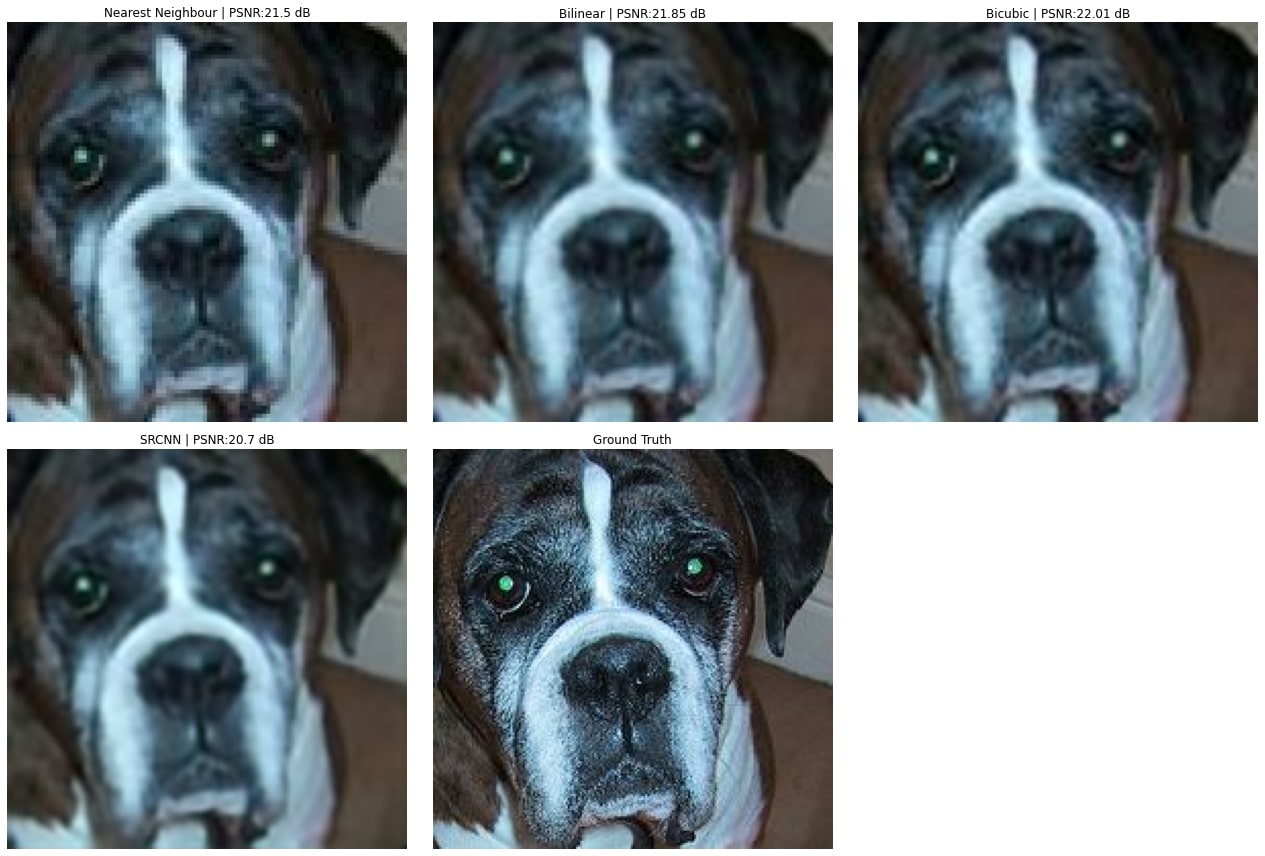 Nearest Neighbour | PSNR:21.5 dB
Bilinear | PSNR:21.85 dB
Bicubic | PSNR:22.01 dB
SRCNN | PSNR:20.7 dB
Ground Truth